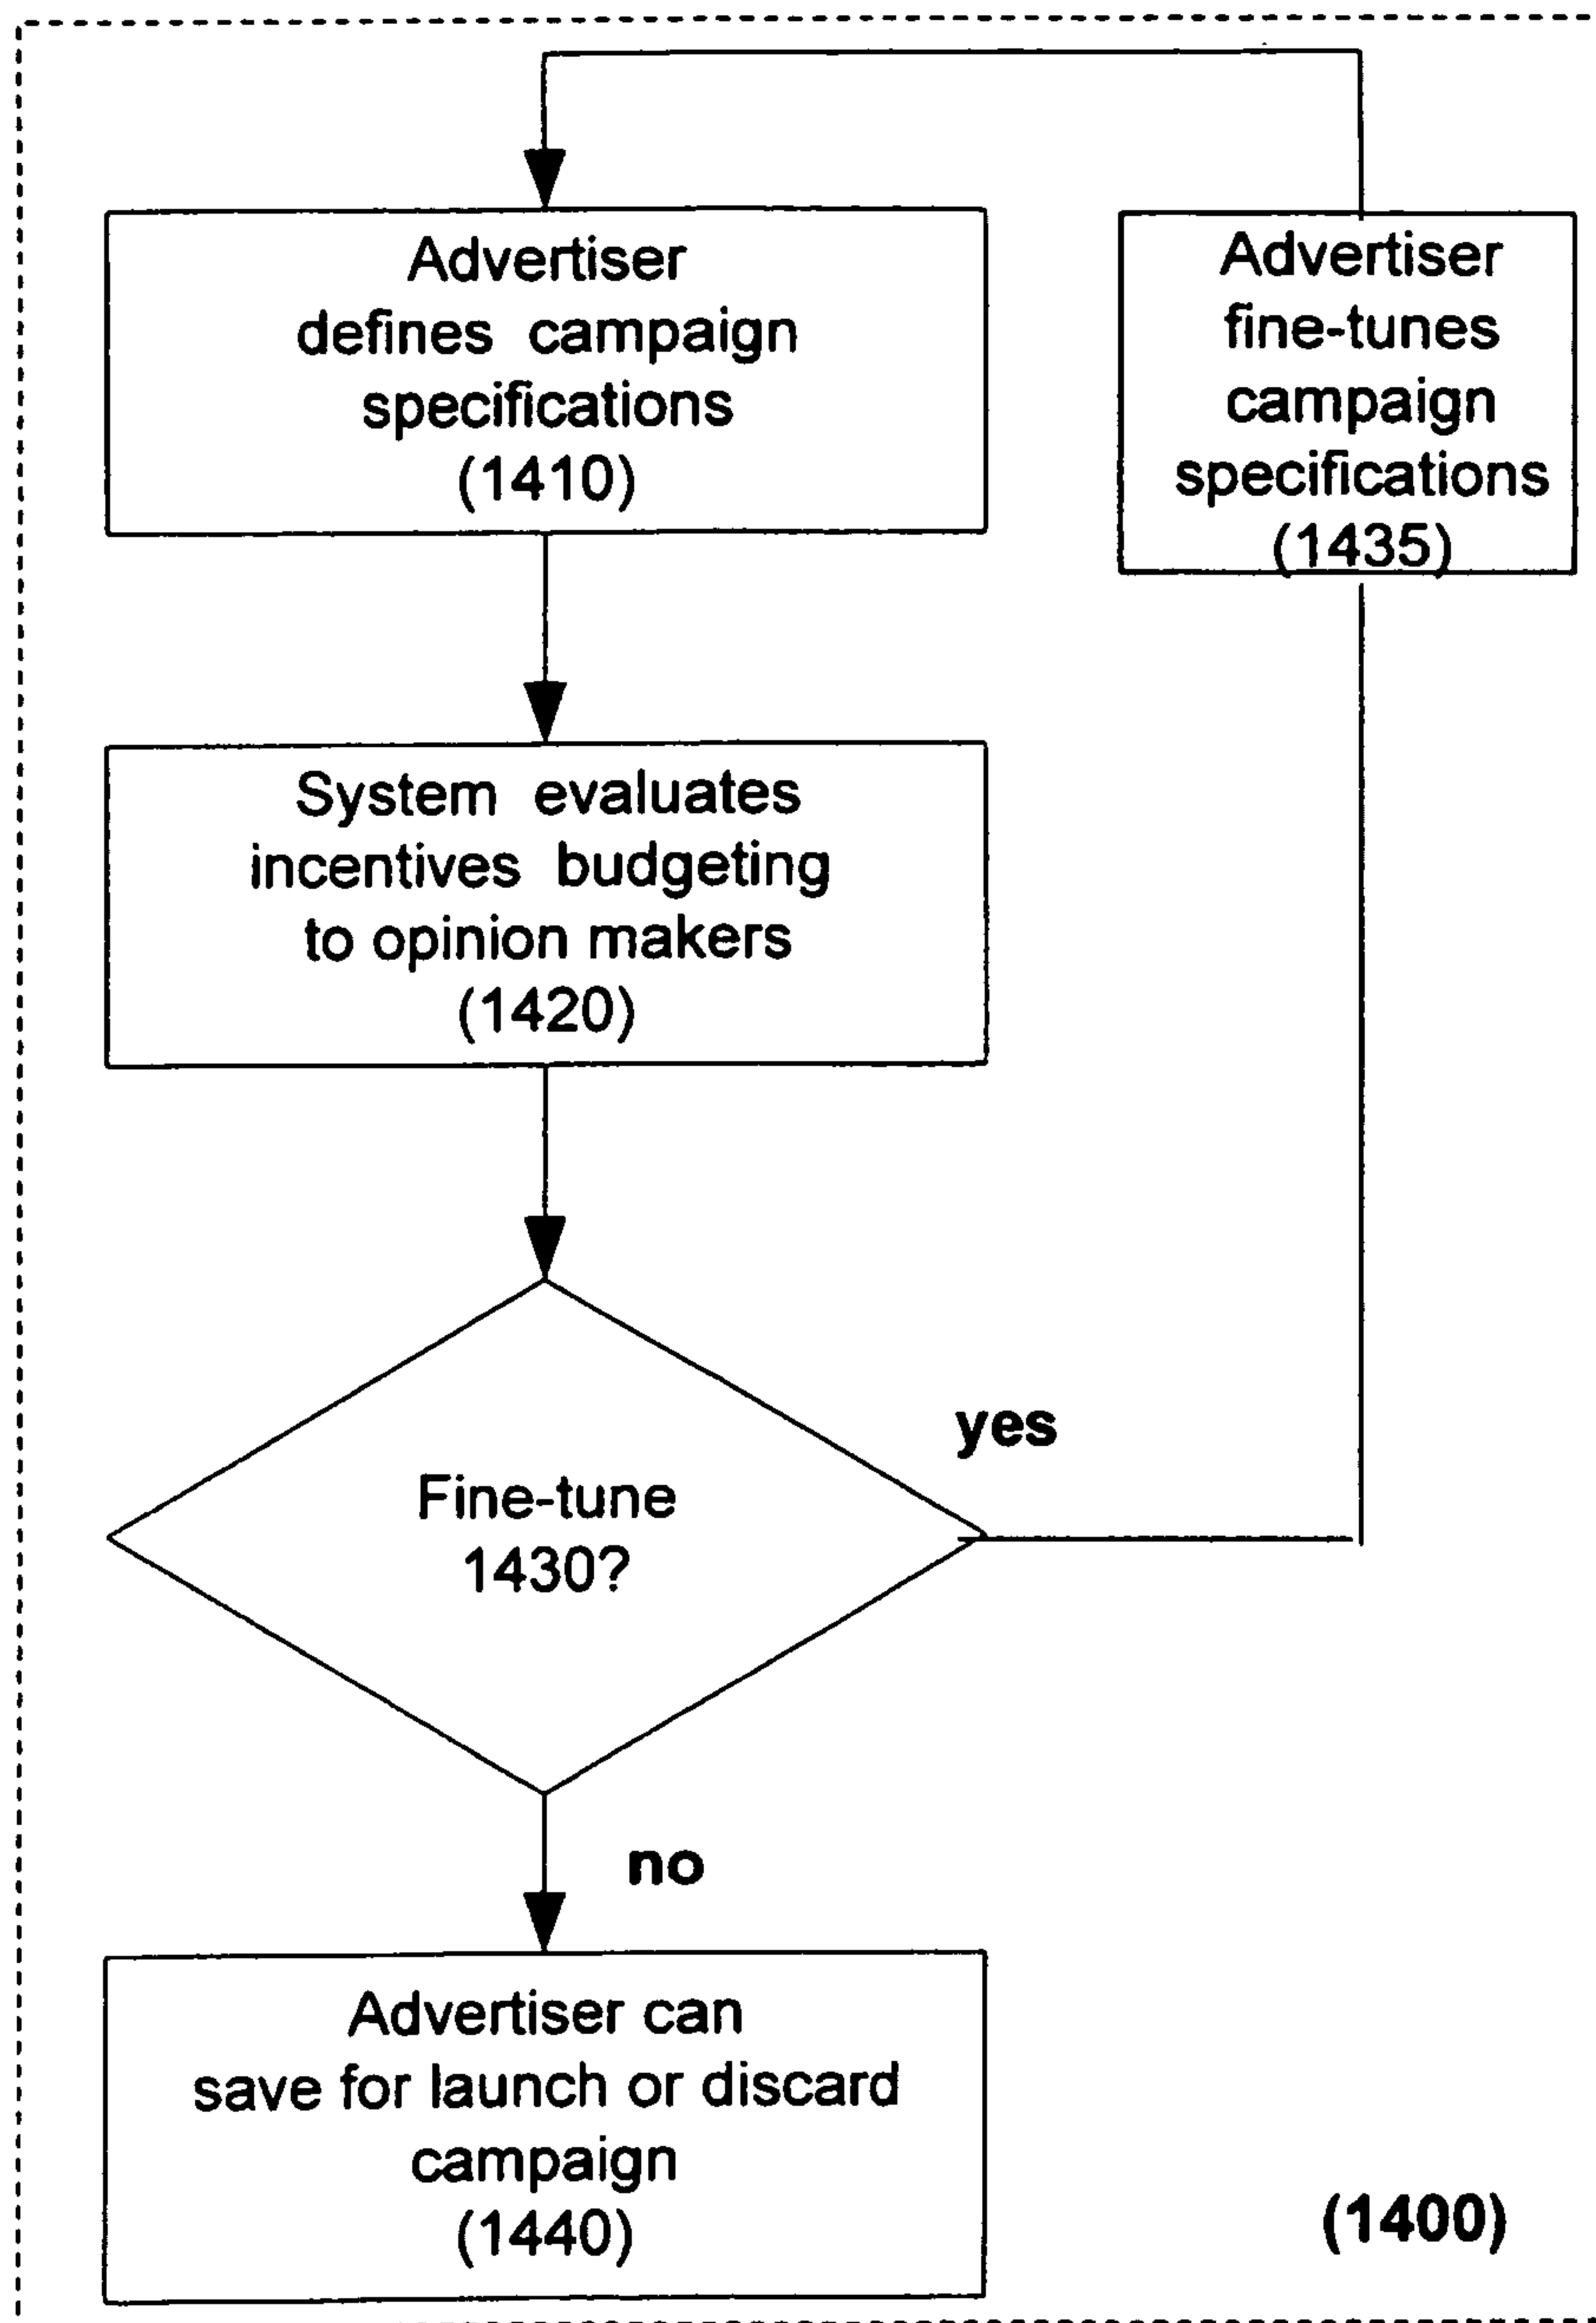 Advertiser
defines campaign
specifications
(1410)
Advertiser
fine-tunes
campaign
specifications
(1435)
System evaluates
incentives budgeting
to opinion makers
(1420)
Fine-tune
1430?
yes
no
Advertiser can
save for launch or discard
campaign
(1440)
(1400)